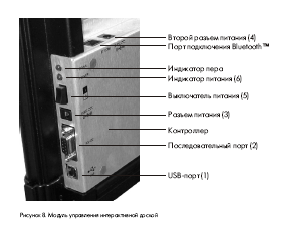 Второй разъем питания (4)
Порт подключения Bluetooth™
Индикатор пера
Индикатор питания (6)
Выключатель питания (5)
Разъем питания (3)
Контроллер
Последовательный порт (2)
USB-порт (1)
Рисунок 8. Модуль управления интерактивной доской